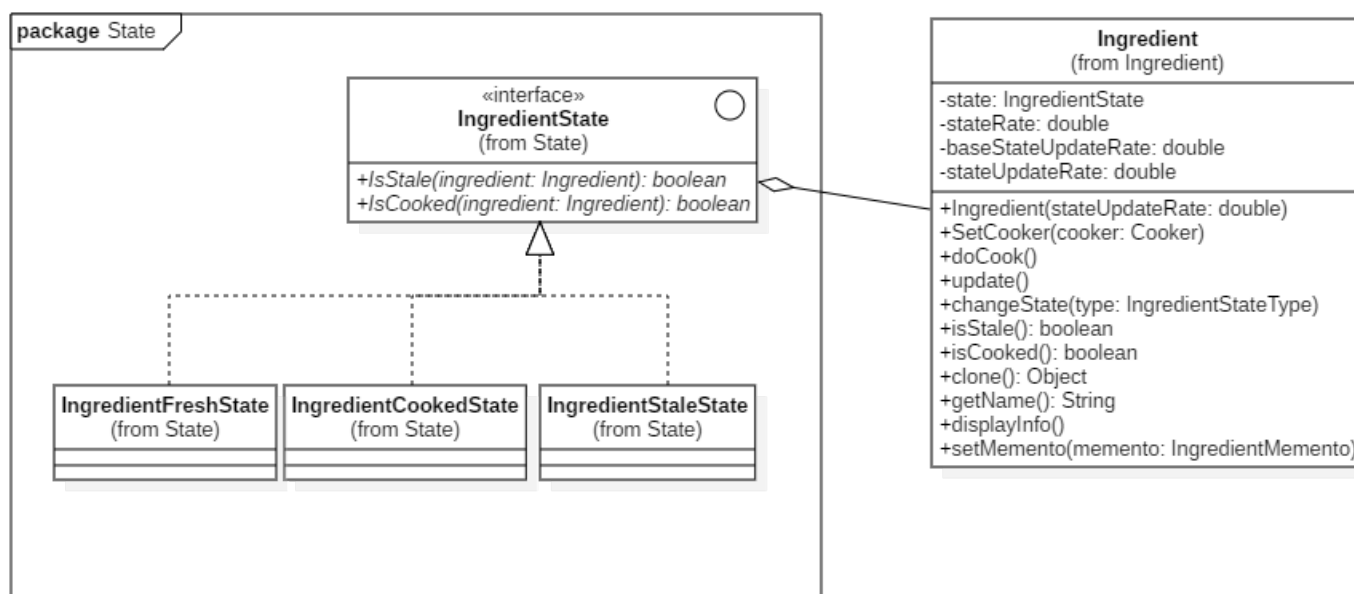 package State
«interface»
IngredientState
(from State)
+IsStale(ingredient: Ingredient): boolean
+IsCooked(ingredient: Ingredient): boolean
IngredientFreshState
(from State)
IngredientCookedState
(from State)
IngredientStaleState
(from State)
Ingredient
(from Ingredient)
-state: IngredientState
-stateRate: double
-baseStateUpdateRate: double
-stateUpdateRate: double
+Ingredient(stateUpdateRate: double)
+SetCooker(cooker: Cooker)
+doCook()
+update()
+changeState(type: IngredientStateType)
+isStale(): boolean
+isCooked(): boolean
+clone(): Object
+getName(): String
+displayInfo()
+setMemento(memento: IngredientMemento)